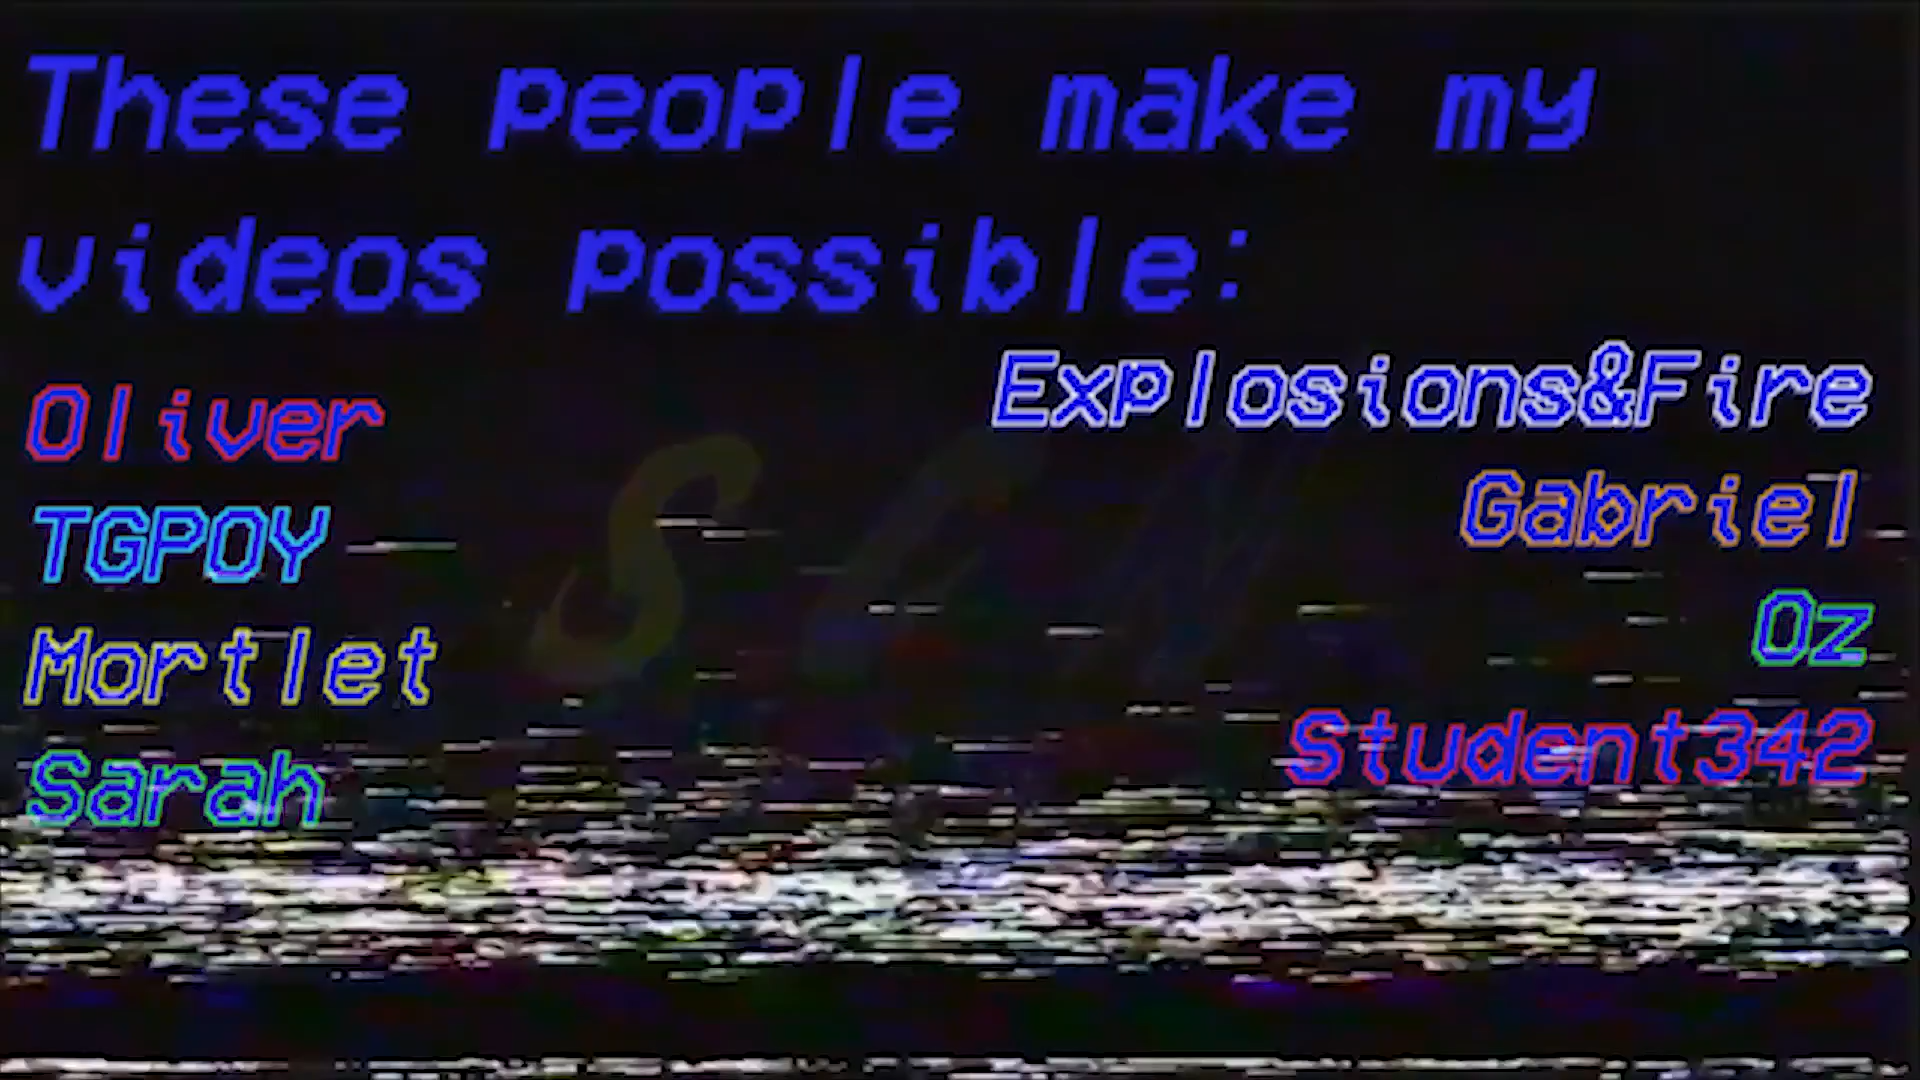 These people make my
videos possible:
Oliver
TGPOY
Mortlet
Sarah
Explosions&Fire
Gabriel
Oz
Student342